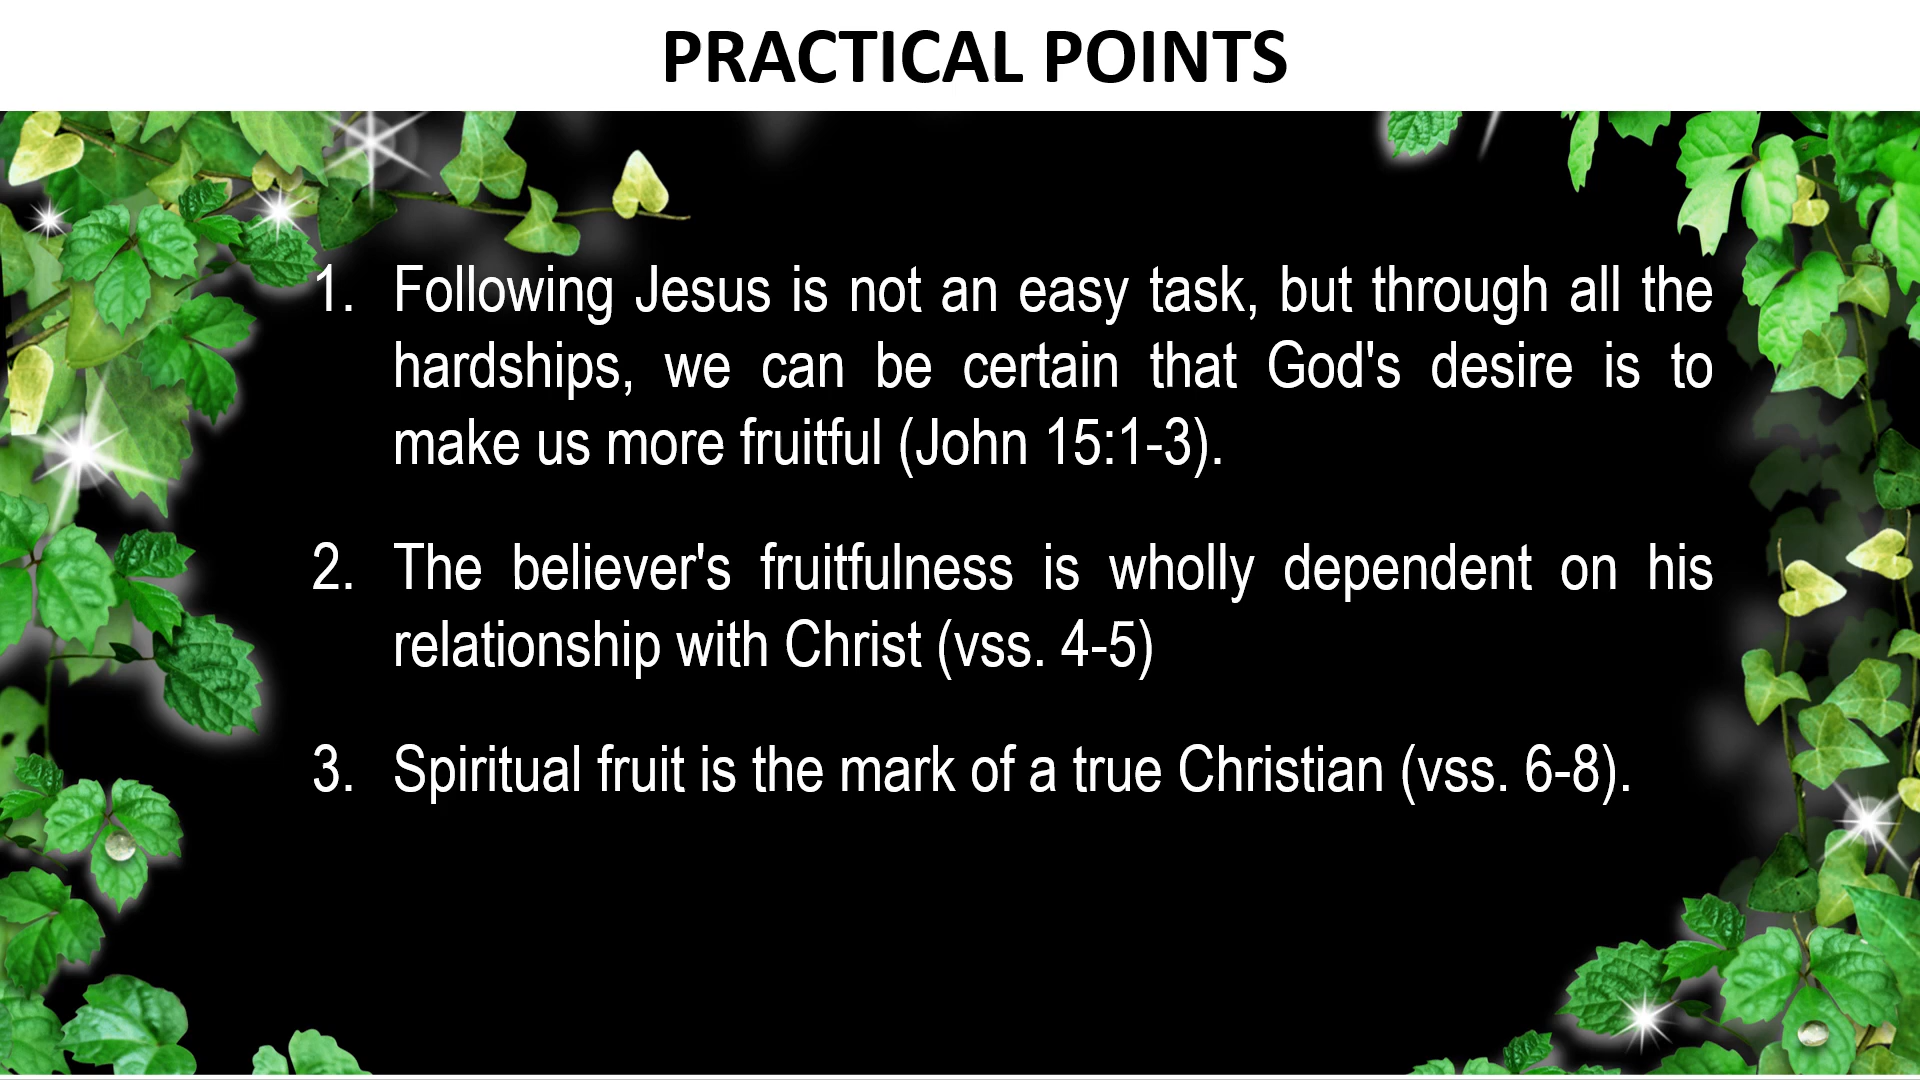 PRACTICAL POINTS
1. Following Jesus is not an easy task, but through all the
hardships, we can be certain that God's desire is to
make us more fruitful (John 15:1-3).
2. The believer's fruitfulness is wholly dependent on his
relationship with Christ (vss. 4-5)
3. Spiritual fruit is the mark of a true Christian (vss. 6-8).